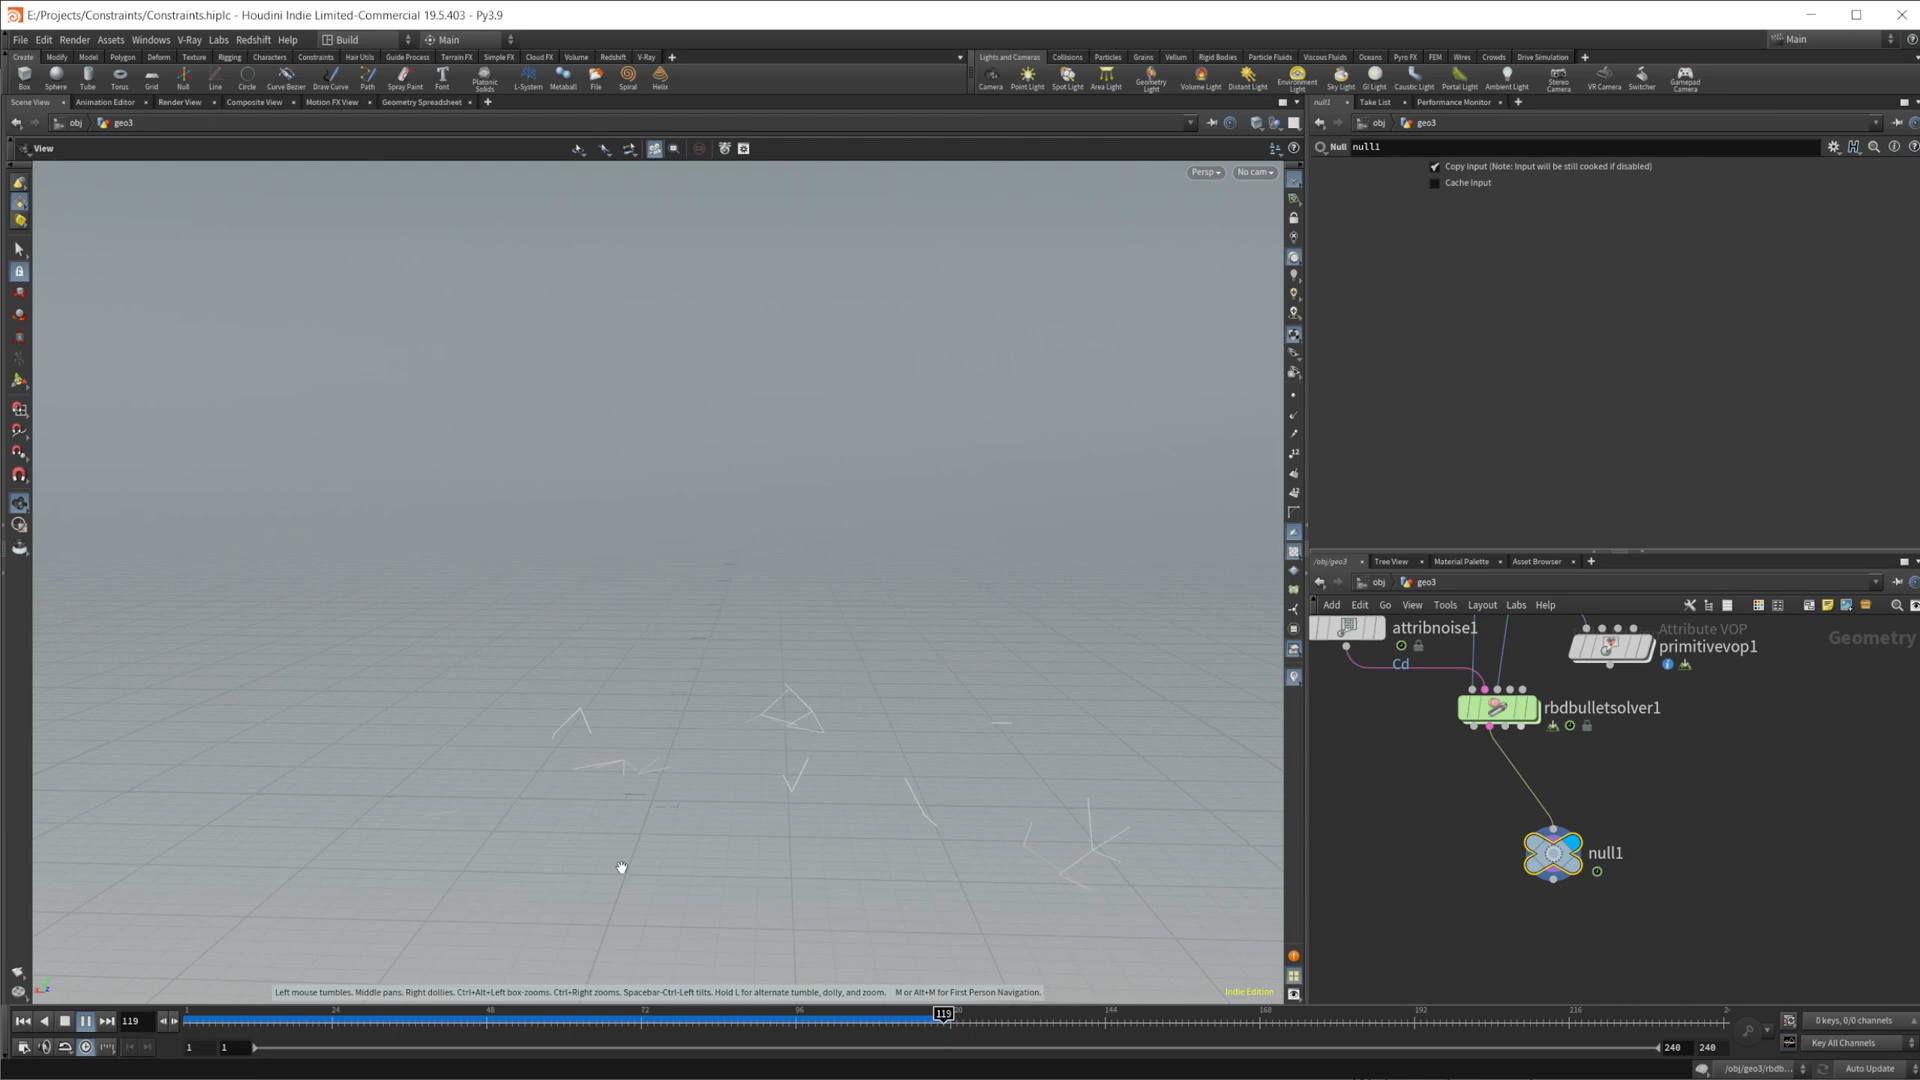 E:/Projects/Constraints/Constraints.hiplc - Houdini Indie Limited-Commercial 19.5.403 - Py3.9
File Edit Render Assets Windows V-Ray Labs Redshift Help Build Main Main
Create Modify Model Polygon Deform Texture Rigging Characters Constraints Hair Utils Guide Process Terrain FX Simple FX Cloud FX Volume Redshift V-Ray
Lights and Cameras Collisions Particles Grains Vellum Rigid Bodies Particle Fluids Viscous Fluids Oceans Pyro FX FEM Wires Crowds Drive Simulation
Box Sphere Tube Torus Grid Null Line Circle Curve Bezier Draw Curve Path Spray Paint Font Platonic Solids L-System Metaball File Spiral Helix
Camera Point Light Spot Light Area Light Geometry Light Volume Light Distant Light Environment Light Sky Light GI Light Caustic Light Portal Light Ambient Light Stereo Camera VR Camera Switcher Gamepad Camera
Scene View Animation Editor Render View Composite View Motion FX View Geometry Spreadsheet
null1 Take List Performance Monitor
obj geo3
obj geo3
View
Null null1
Copy Input (Note: Input will be still cooked if disabled)
Cache Input
Persp No cam
/obj/geo3 Tree View Material Palette Asset Browser
obj geo3
Add Edit Go View Tools Layout Labs Help
attribnoise1
Cd
Attribute VOP
primitivevop1
Geometry
rbdbulletsolver1
null1
Left mouse tumbles. Middle pans. Right dollies. Ctrl+Alt+Left box-zooms. Ctrl+Right zooms. Spacebar-Ctrl-Left tilts. Hold L for alternate tumble, dolly, and zoom. M or Alt+M for First Person Navigation.
Indie Edition
119
1 24 48 72 96 119 144 168 192 216
0 keys, 0/0 channels
1 1 240 240
Key All Channels
/obj/geo3/rbdb...
Auto Update